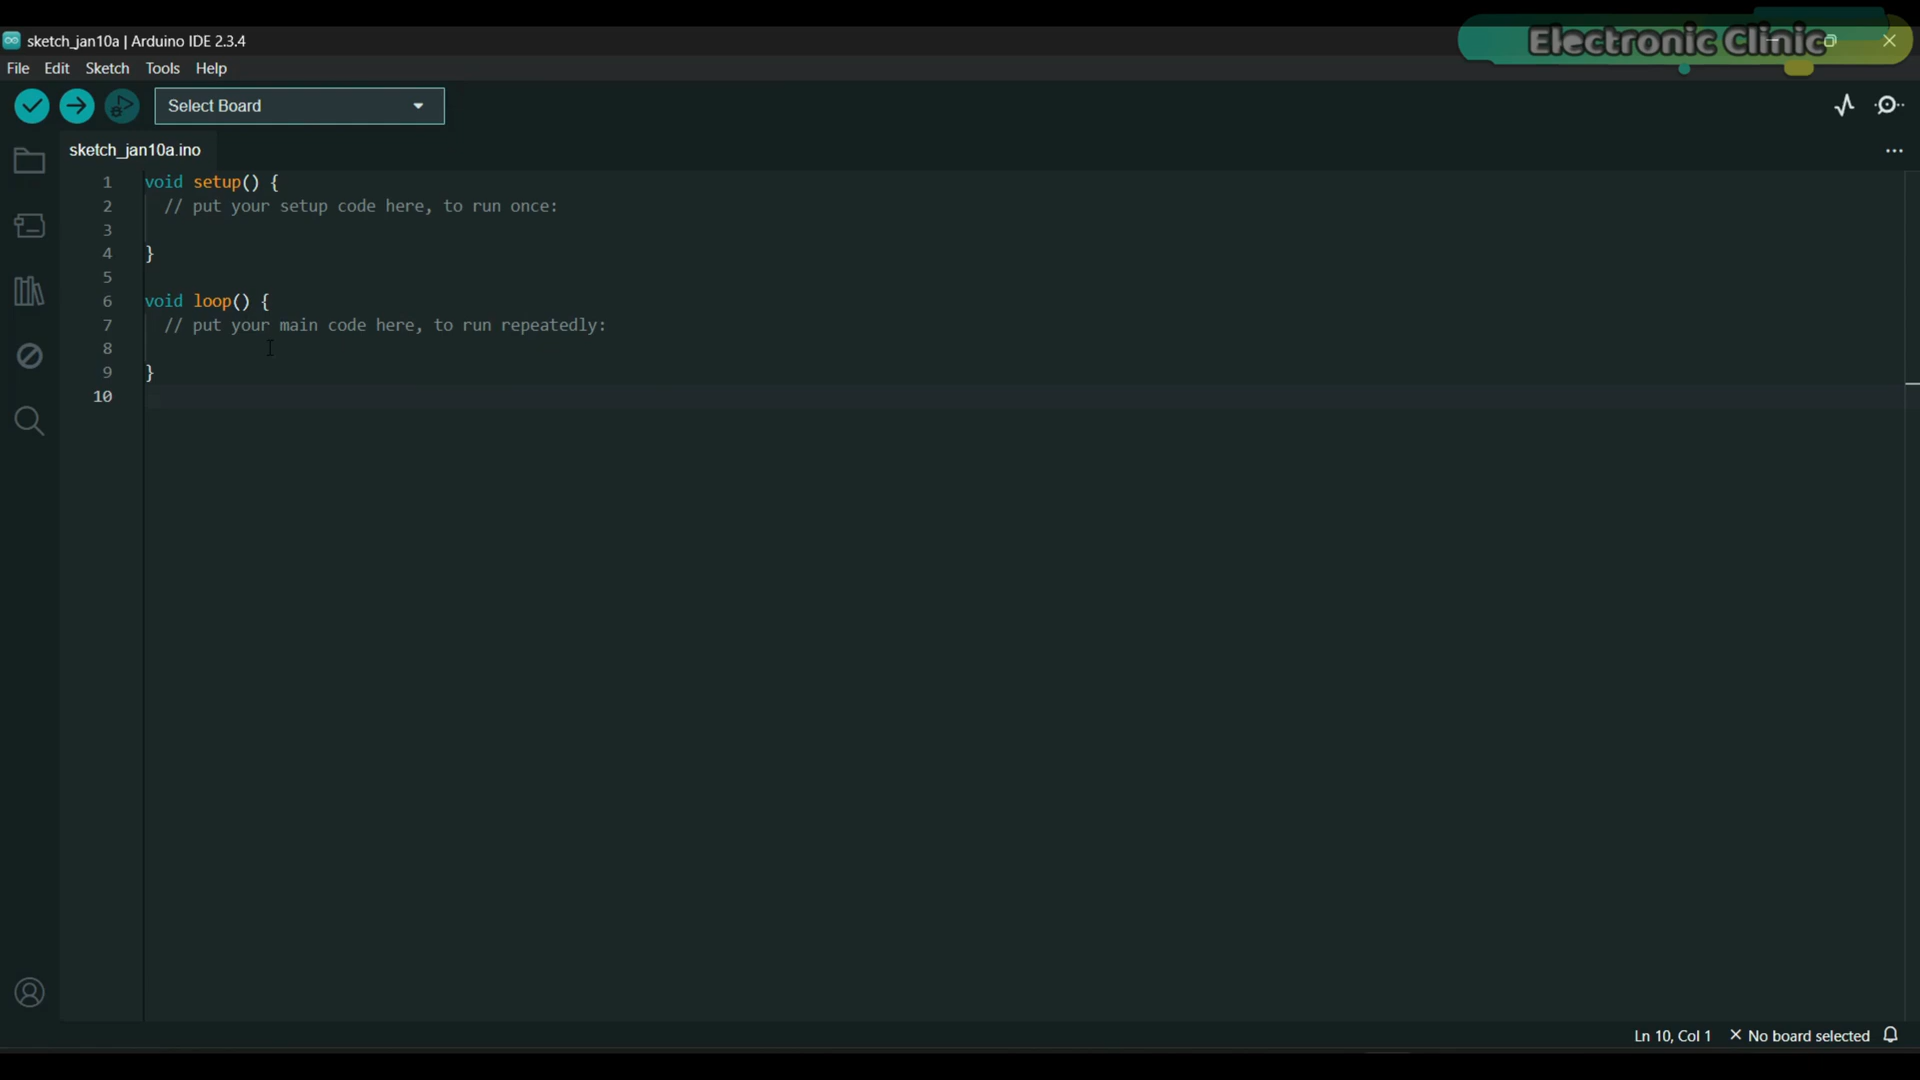 sketch_jan10a | Arduino IDE 2.3.4
Electronic Clinic
File Edit Sketch Tools Help
Select Board
sketch_jan10a.ino
1 void setup() {
2 // put your setup code here, to run once:
3
4 }
5
6 void loop() {
7 // put your main code here, to run repeatedly:
8
9 }
10
Ln 10, Col 1 × No board selected